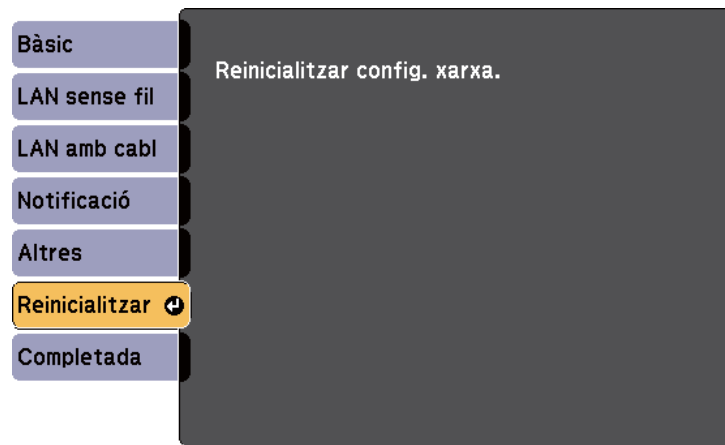 Bàsic
LAN sense fil
LAN amb cabl
Notificació
Altres
Reinicialitzar
Completada
Reinicialitzar config. xarxa.